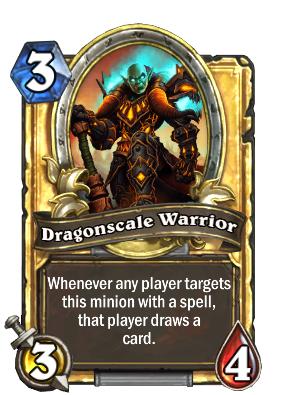 3
Dragonscale Warrior
Whenever any player targets
this minion with a spell,
that player draws a
card.
3
4